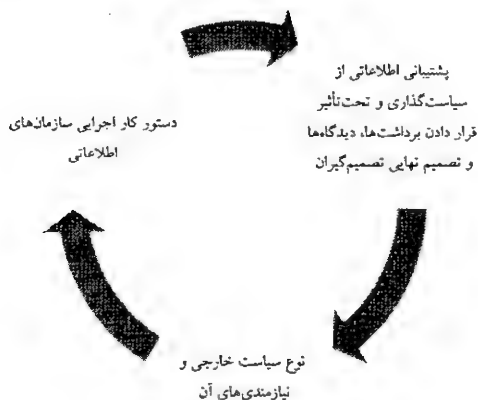 پشتیبانی اطلاعاتی از
سیاست‌گذاری و تحت‌تأثیر
قرار دادن برداشت‌ها، دیدگاه‌ها
و تصمیم نهایی تصمیم‌گیران
نوع سیاست خارجی و
نیازمندی‌های آن
دستور کار اجرایی سازمان‌های
اطلاعاتی